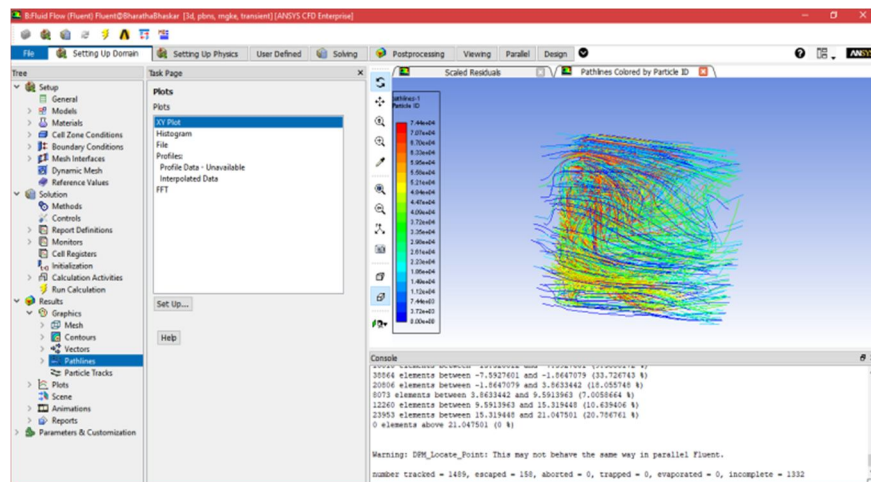 B:Fluid Flow (Fluent) Fluent@BharathaBhaskar [3d, pbns, rngke, transient] [ANSYS CFD Enterprise]
File Setting Up Domain Setting Up Physics User Defined Solving Postprocessing Viewing Parallel Design
ANSYS
Tree
Setup
General
Models
Materials
Cell Zone Conditions
Boundary Conditions
Mesh Interfaces
Dynamic Mesh
Reference Values
Solution
Methods
Controls
Report Definitions
Monitors
Cell Registers
Initialization
Calculation Activities
Run Calculation
Results
Graphics
Mesh
Contours
Vectors
Pathlines
Particle Tracks
Plots
Scene
Animations
Reports
Parameters & Customization
Task Page
Plots
Plots
XY Plot
Histogram
File
Profiles:
Profile Data - Unavailable
Interpolated Data
FFT
Set Up...
Help
Scaled Residuals
Pathlines Colored by Particle ID
pathlines-1
Particle ID
7.44e+04
7.07e+04
6.70e+04
6.33e+04
5.95e+04
5.58e+04
5.21e+04
4.84e+04
4.47e+04
4.09e+04
3.72e+04
3.35e+04
2.98e+04
2.61e+04
2.23e+04
1.86e+04
1.49e+04
1.12e+04
7.44e+03
3.72e+03
0.00e+00
Console
38864 elements between -7.5927601 and -1.8647079 (33.726743 %)
20806 elements between -1.8647079 and 3.8633442 (18.055748 %)
8073 elements between 3.8633442 and 9.5913963 (7.0058664 %)
12260 elements between 9.5913963 and 15.319448 (10.639406 %)
23953 elements between 15.319448 and 21.047501 (20.786761 %)
0 elements above 21.047501 (0 %)
Warning: DPM_Locate_Point: This may not behave the same way in parallel Fluent.
number tracked = 1489, escaped = 158, aborted = 0, trapped = 0, evaporated = 0, incomplete = 1332